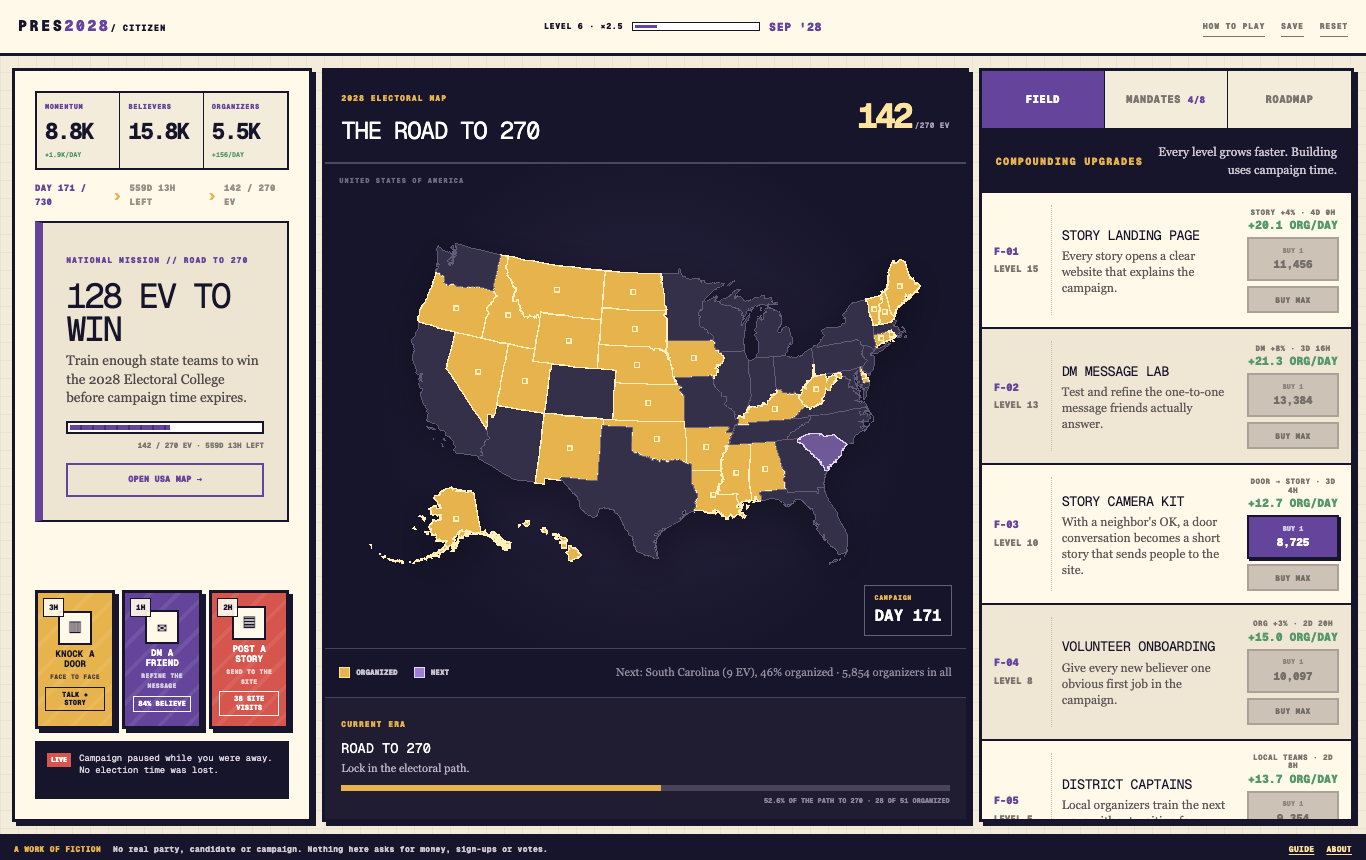 PRES2028 / CITIZEN
LEVEL 6 · ×2.5
SEP '28
HOW TO PLAY
SAVE
RESET
MOMENTUM
8.8K
+1.9K/DAY
BELIEVERS
15.8K
ORGANIZERS
5.5K
+156/DAY
DAY 171 /
730
›
559D 13H
LEFT
›
142 / 270
EV
NATIONAL MISSION // ROAD TO 270
128 EV TO
WIN
Train enough state teams to win
the 2028 Electoral College
before campaign time expires.
142 / 270 EV · 559D 13H LEFT
OPEN USA MAP →
3H
KNOCK A
DOOR
FACE TO FACE
TALK →
STORY
1H
DM A
FRIEND
REFINE THE
MESSAGE
84% BELIEVE
2H
POST A
STORY
SEND TO THE
SITE
38 SITE
VISITS
LIVE
Campaign paused while you were away.
No election time was lost.
2028 ELECTORAL MAP
THE ROAD TO 270
142 /270 EV
UNITED STATES OF AMERICA
CAMPAIGN
DAY 171
ORGANIZED
NEXT
Next: South Carolina (9 EV), 46% organized · 5,854 organizers in all
CURRENT ERA
ROAD TO 270
Lock in the electoral path.
52.6% OF THE PATH TO 270 · 28 OF 51 ORGANIZED
FIELD
MANDATES 4/8
ROADMAP
COMPOUNDING UPGRADES
Every level grows faster. Building
uses campaign time.
F-01
LEVEL 15
STORY LANDING PAGE
Every story opens a clear
website that explains the
campaign.
STORY +4% · 4D 0H
+20.1 ORG/DAY
BUY 1
11,456
BUY MAX
F-02
LEVEL 13
DM MESSAGE LAB
Test and refine the one-to-one
message friends actually
answer.
DM +8% · 3D 16H
+21.3 ORG/DAY
BUY 1
13,384
BUY MAX
F-03
LEVEL 10
STORY CAMERA KIT
With a neighbor's OK, a door
conversation becomes a short
story that sends people to the
site.
DOOR → STORY · 3D
4H
+12.7 ORG/DAY
BUY 1
8,725
BUY MAX
F-04
LEVEL 8
VOLUNTEER ONBOARDING
Give every new believer one
obvious first job in the
campaign.
ORG +3% · 2D 20H
+15.0 ORG/DAY
BUY 1
10,097
BUY MAX
F-05
DISTRICT CAPTAINS
Local organizers train the next
LOCAL TEAMS · 2D
8H
+13.7 ORG/DAY
BUY 1
A WORK OF FICTION
No real party, candidate or campaign. Nothing here asks for money, sign-ups or votes.
GUIDE
ABOUT